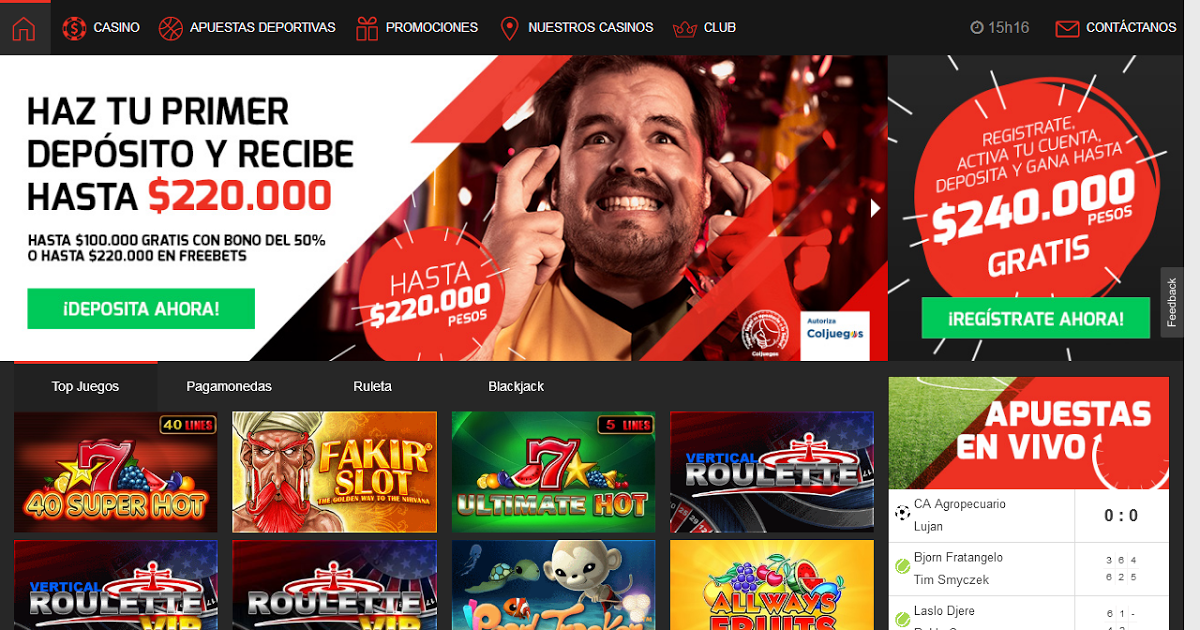 CASINO
APUESTAS DEPORTIVAS
PROMOCIONES
NUESTROS CASINOS
CLUB
15h16
CONTÁCTANOS
HAZ TU PRIMER
DEPÓSITO Y RECIBE
HASTA $220.000
HASTA $100.000 GRATIS CON BONO DEL 50%
O HASTA $220.000 EN FREEBETS
¡DEPOSITA AHORA!
HASTA
$220.000
PESOS
Coljuegos
Autoriza
Coljuegos
REGISTRATE,
ACTIVA TU CUENTA,
DEPOSITA Y GANA HASTA
$240.000
PESOS
GRATIS
¡REGÍSTRATE AHORA!
Feedback
Top Juegos
Pagamonedas
Ruleta
Blackjack
40 LINES
7
40 SUPER HOT
FAKIR
SLOT
THE GOLDEN WAY TO THE NIRVANA
5 LINES
7
ULTIMATE HOT
VERTICAL
ROULETTE
VERTICAL
ROULETTE
VIP
ROULETTE
VIP
ALLWAYS
FRUITS
APUESTAS
EN VIVO
CA Agropecuario
Lujan
0 : 0
Bjorn Fratangelo
3 6 4
Tim Smyczek
6 2 5
Laslo Djere
6 1 -